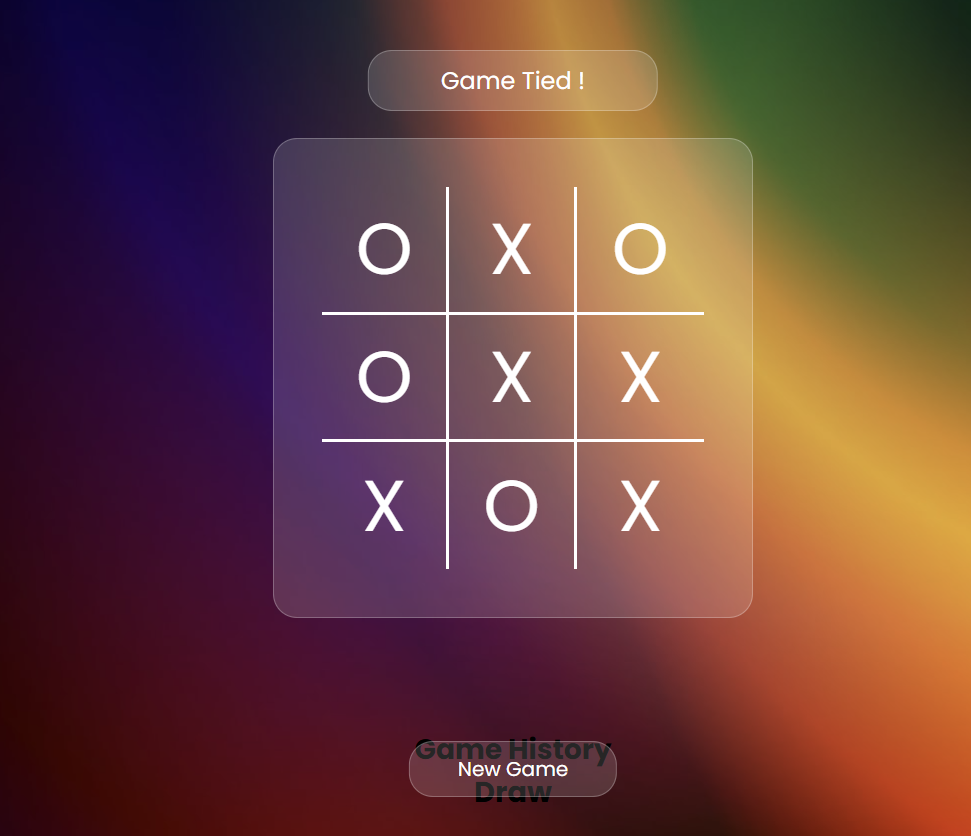 Game Tied !
O X O
O X X
X O X
Game History
New Game
Draw